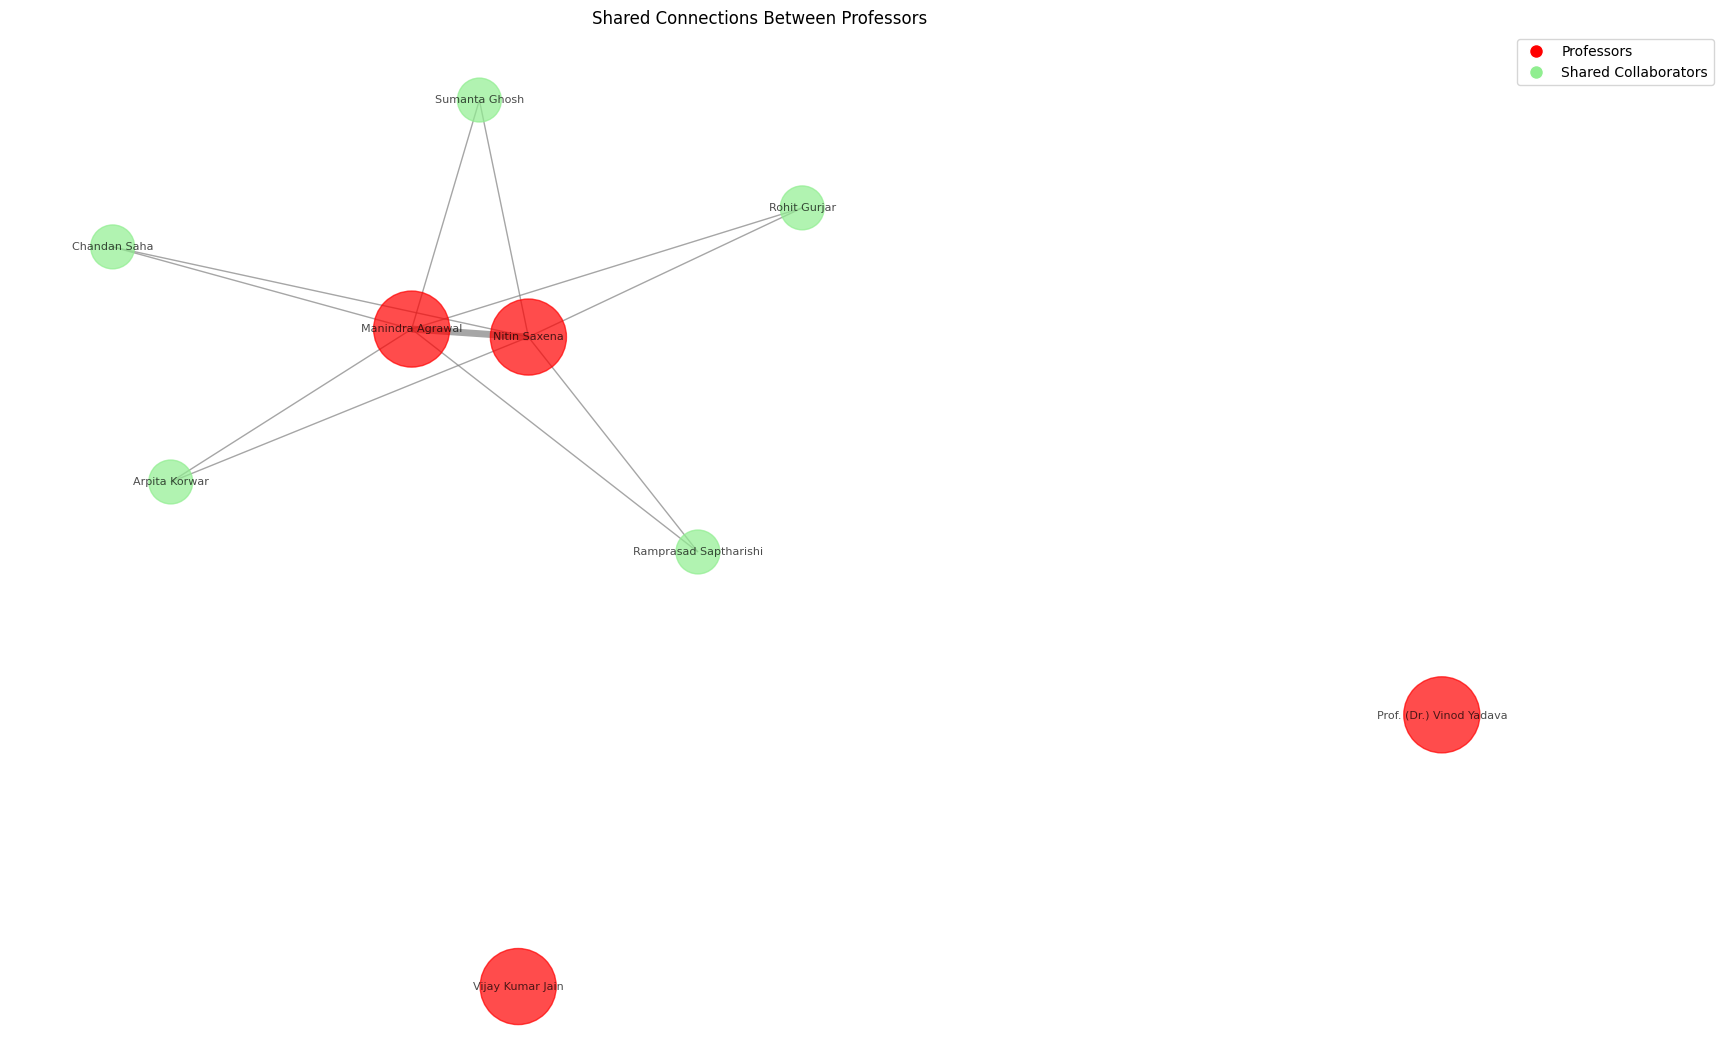 Shared Connections Between Professors
Professors
Shared Collaborators
Sumanta Ghosh
Rohit Gurjar
Chandan Saha
Manindra Agrawal
Nitin Saxena
Arpita Korwar
Ramprasad Saptharishi
Prof. (Dr.) Vinod Yadava
Vijay Kumar Jain